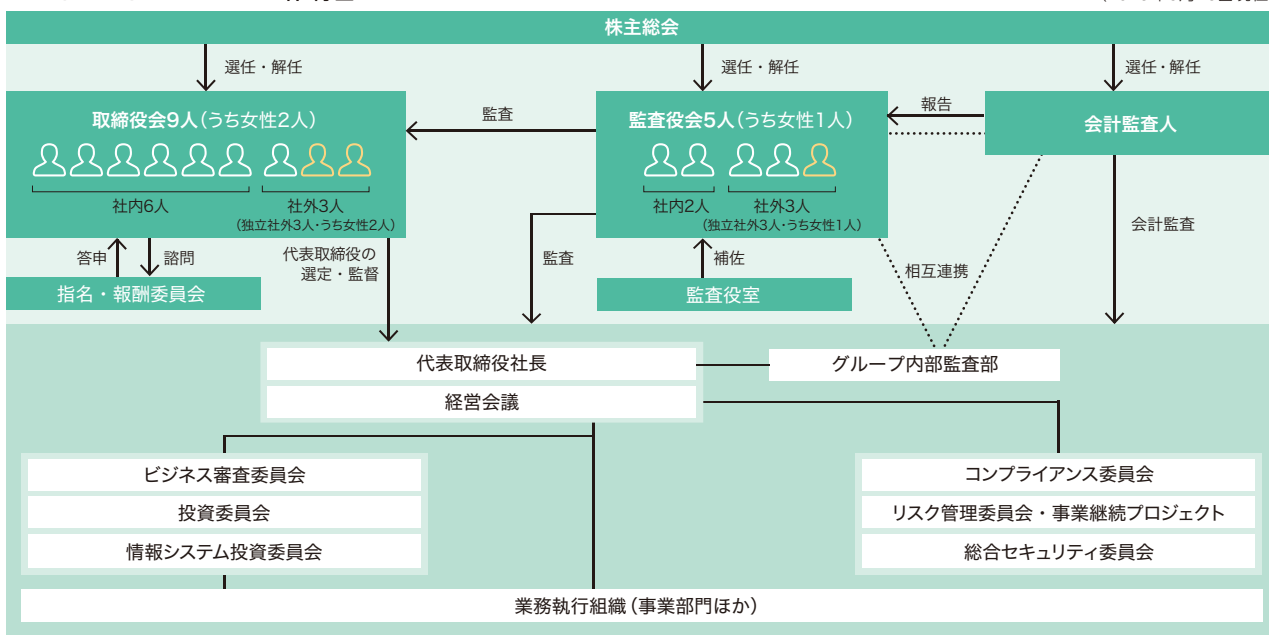 株主総会
選任・解任
選任・解任
選任・解任
取締役会9人(うち女性2人)
監査
監査役会5人(うち女性1人)
報告
会計監査人
社内6人
社外3人
(独立社外3人・うち女性2人)
社内2人
社外3人
(独立社外3人・うち女性1人)
答申
諮問
代表取締役の
選定・監督
監査
補佐
相互連携
会計監査
指名・報酬委員会
監査役室
代表取締役社長
グループ内部監査部
経営会議
ビジネス審査委員会
投資委員会
情報システム投資委員会
コンプライアンス委員会
リスク管理委員会・事業継続プロジェクト
総合セキュリティ委員会
業務執行組織(事業部門ほか)